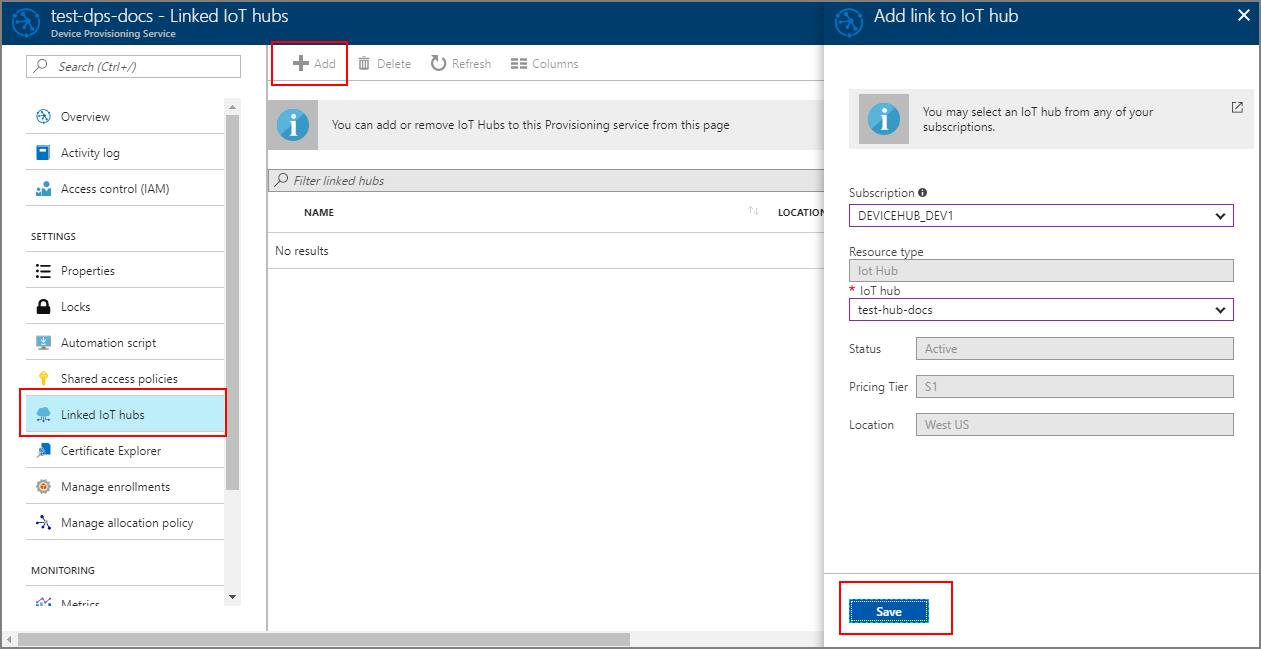 test-dps-docs - Linked IoT hubs
Device Provisioning Service
Search (Ctrl+/)
Overview
Activity log
Access control (IAM)
SETTINGS
Properties
Locks
Automation script
Shared access policies
Linked IoT hubs
Certificate Explorer
Manage enrollments
Manage allocation policy
MONITORING
Metrics
Add Delete Refresh Columns
You can add or remove IoT Hubs to this Provisioning service from this page
Filter linked hubs
NAME LOCATION
No results
Add link to IoT hub
You may select an IoT hub from any of your
subscriptions.
Subscription
DEVICEHUB_DEV1
Resource type
Iot Hub
* IoT hub
test-hub-docs
Status Active
Pricing Tier S1
Location West US
Save